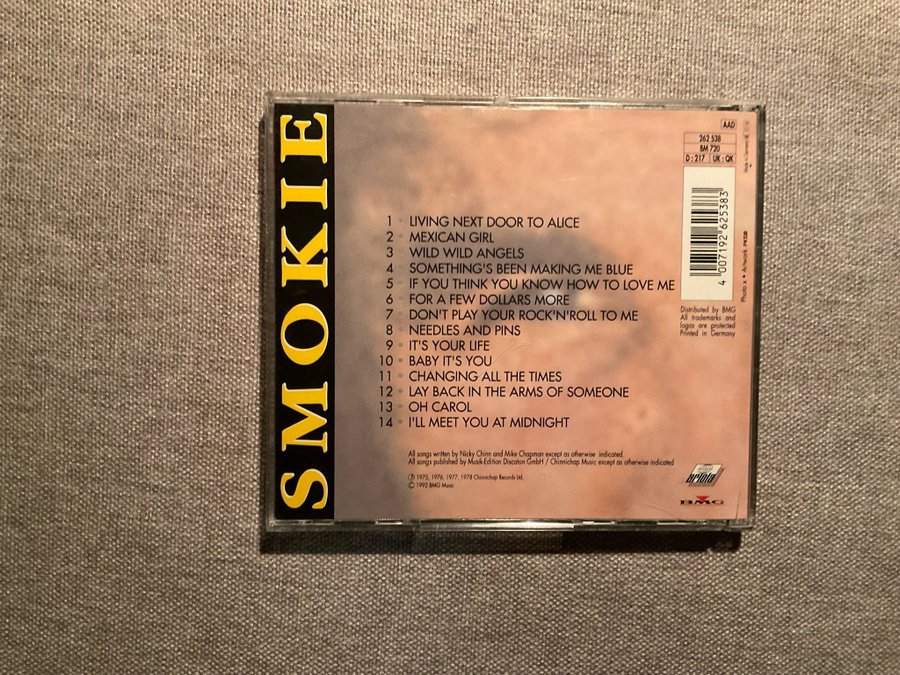 SMOKIE
AAD
262 538
BM 720
D : 217 UK : QK
1 • LIVING NEXT DOOR TO ALICE
2 • MEXICAN GIRL
3 • WILD WILD ANGELS
4 • SOMETHING'S BEEN MAKING ME BLUE
5 • IF YOU THINK YOU KNOW HOW TO LOVE ME
6 • FOR A FEW DOLLARS MORE
7 • DON'T PLAY YOUR ROCK'N'ROLL TO ME
8 • NEEDLES AND PINS
9 • IT'S YOUR LIFE
10 • BABY IT'S YOU
11 • CHANGING ALL THE TIMES
12 • LAY BACK IN THE ARMS OF SOMEONE
13 • OH CAROL
14 • I'LL MEET YOU AT MIDNIGHT
4 007192 625383
Distributed by BMG
All trademarks and
logos are protected
Printed in Germany
All songs written by Nicky Chinn and Mike Chapman except as otherwise indicated.
All songs published by Musik-Edition Discoton GmbH / Chinnichap Music except as otherwise indicated
℗ 1975, 1976, 1977, 1978 Chinnichap Records Ltd.
© 1992 BMG Music
ariola
BMG